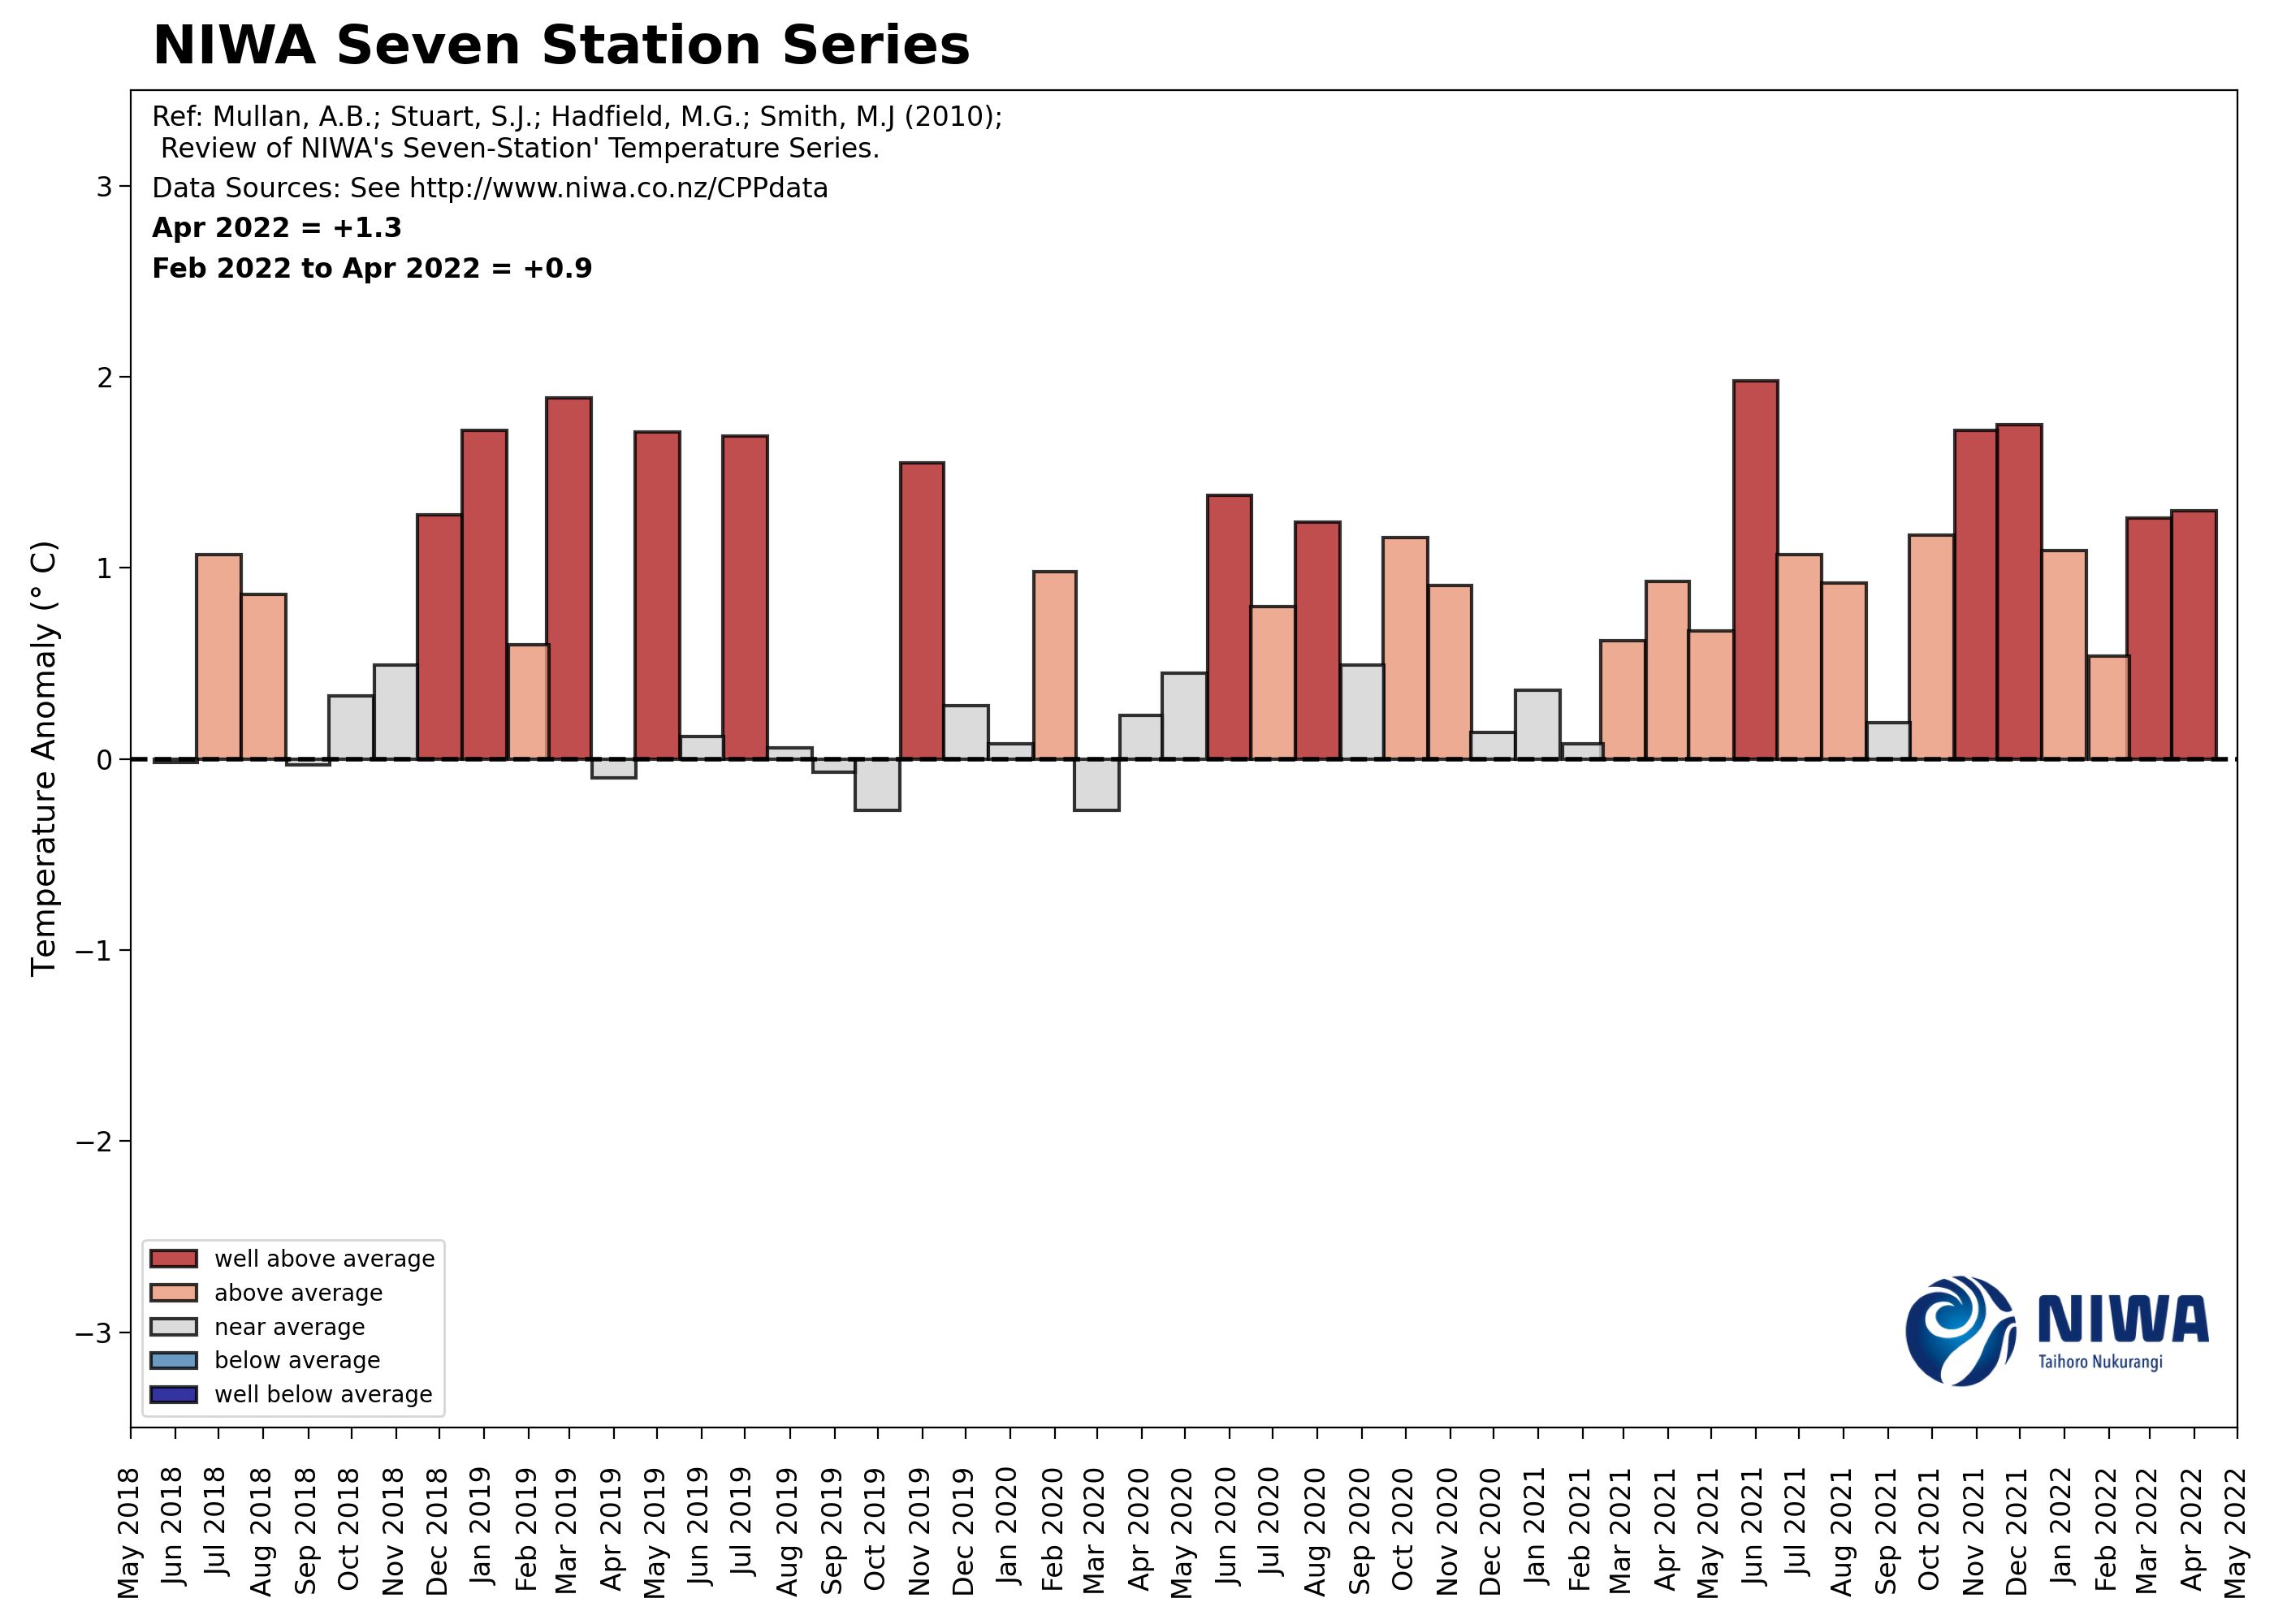 NIWA Seven Station Series
Ref: Mullan, A.B.; Stuart, S.J.; Hadfield, M.G.; Smith, M.J (2010);
Review of NIWA's Seven-Station' Temperature Series.
Data Sources: See http://www.niwa.co.nz/CPPdata
Apr 2022 = +1.3
Feb 2022 to Apr 2022 = +0.9
Temperature Anomaly (° C)
3
2
1
0
−1
−2
−3
well above average
above average
near average
below average
well below average
NIWA
Taihoro Nukurangi
May 2018
Jun 2018
Jul 2018
Aug 2018
Sep 2018
Oct 2018
Nov 2018
Dec 2018
Jan 2019
Feb 2019
Mar 2019
Apr 2019
May 2019
Jun 2019
Jul 2019
Aug 2019
Sep 2019
Oct 2019
Nov 2019
Dec 2019
Jan 2020
Feb 2020
Mar 2020
Apr 2020
May 2020
Jun 2020
Jul 2020
Aug 2020
Sep 2020
Oct 2020
Nov 2020
Dec 2020
Jan 2021
Feb 2021
Mar 2021
Apr 2021
May 2021
Jun 2021
Jul 2021
Aug 2021
Sep 2021
Oct 2021
Nov 2021
Dec 2021
Jan 2022
Feb 2022
Mar 2022
Apr 2022
May 2022